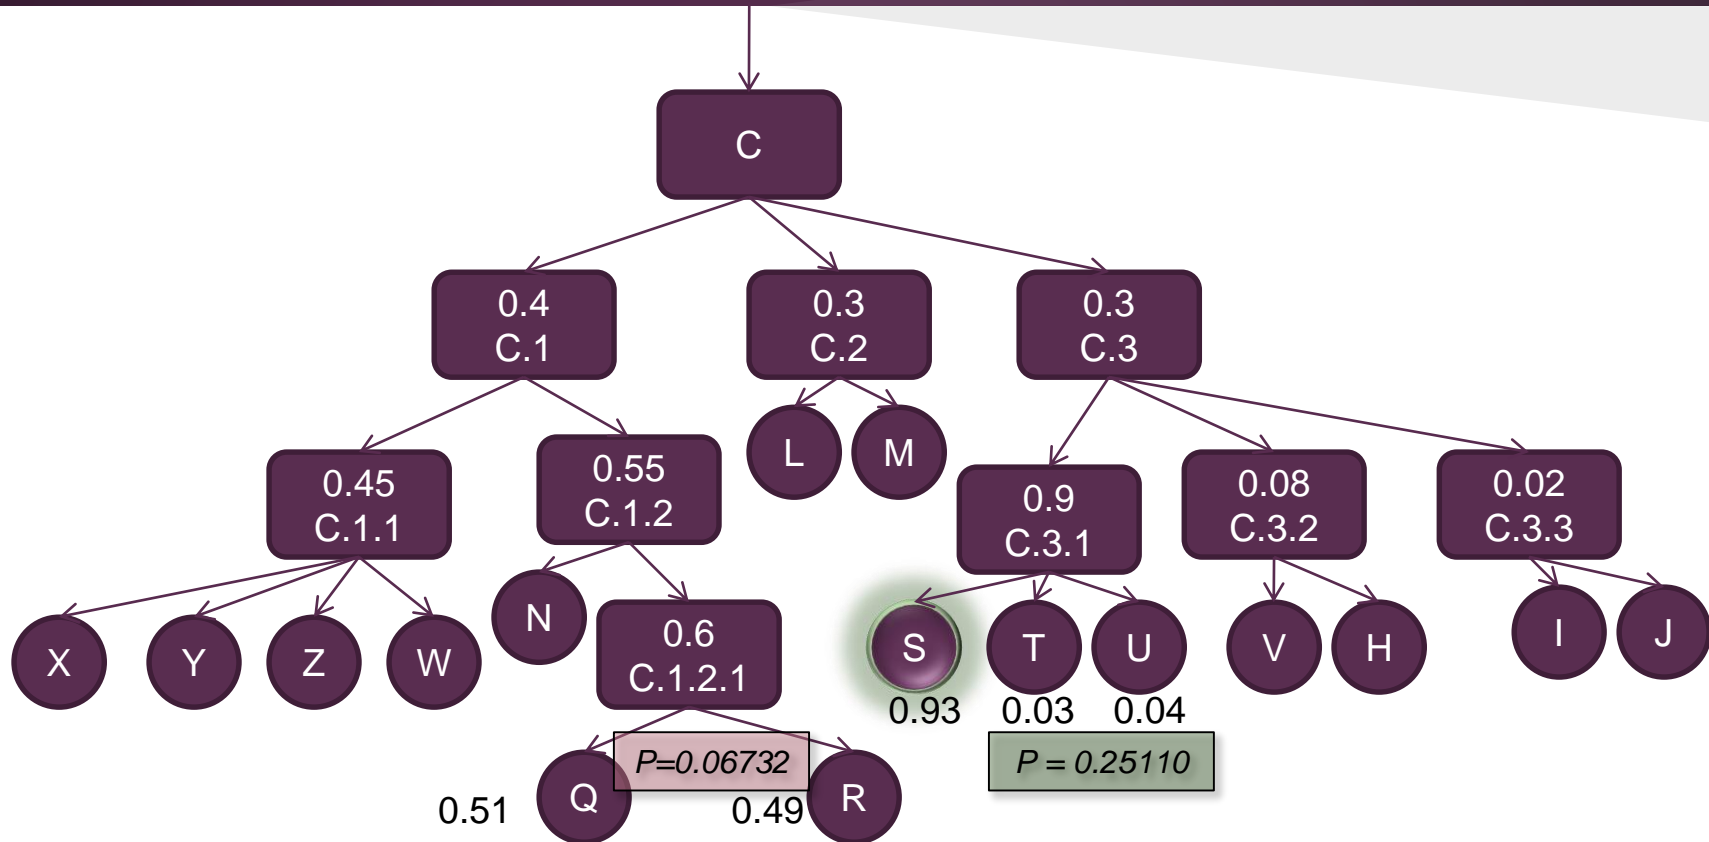 C
0.4
C.1
0.3
C.2
0.3
C.3
0.45
C.1.1
0.55
C.1.2
L
M
0.9
C.3.1
0.08
C.3.2
0.02
C.3.3
X
Y
Z
W
N
0.6
C.1.2.1
S
T
U
V
H
I
J
0.93
0.03
0.04
P=0.06732
P = 0.25110
0.51
Q
0.49
R